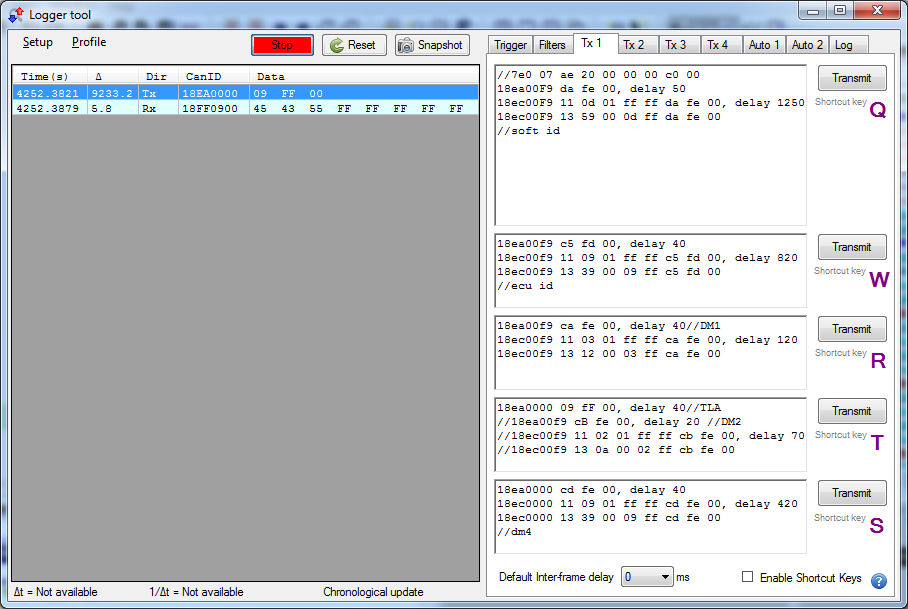 Logger tool
Setup Profile Stop Reset Snapshot
Trigger Filters Tx 1 Tx 2 Tx 3 Tx 4 Auto 1 Auto 2 Log
Time(s) Δ Dir CanID Data
4252.3821 9233.2 Tx 18EA0000 09 FF 00
4252.3879 5.8 Rx 18FF0900 45 43 55 FF FF FF FF FF
//7e0 07 ae 20 00 00 00 c0 00
18ea00F9 da fe 00, delay 50
18ec00F9 11 0d 01 ff ff da fe 00, delay 1250
18ec00F9 13 59 00 0d ff da fe 00
//soft id
Transmit
Shortcut key Q
18ea00f9 c5 fd 00, delay 40
18ec00f9 11 09 01 ff ff c5 fd 00, delay 820
18ec00f9 13 39 00 09 ff c5 fd 00
//ecu id
Transmit
Shortcut key W
18ea00f9 ca fe 00, delay 40//DM1
18ec00f9 11 03 01 ff ff ca fe 00, delay 120
18ec00f9 13 12 00 03 ff ca fe 00
Transmit
Shortcut key R
18ea0000 09 fF 00, delay 40//TLA
//18ea00f9 cB fe 00, delay 20 //DM2
//18ec00f9 11 02 01 ff ff cb fe 00, delay 70
//18ec00f9 13 0a 00 02 ff cb fe 00
Transmit
Shortcut key T
18ea0000 cd fe 00, delay 40
18ec0000 11 09 01 ff ff cd fe 00, delay 420
18ec0000 13 39 00 09 ff cd fe 00
//dm4
Transmit
Shortcut key S
Default Inter-frame delay 0 ms Enable Shortcut Keys ?
Δt = Not available 1/Δt = Not available Chronological update